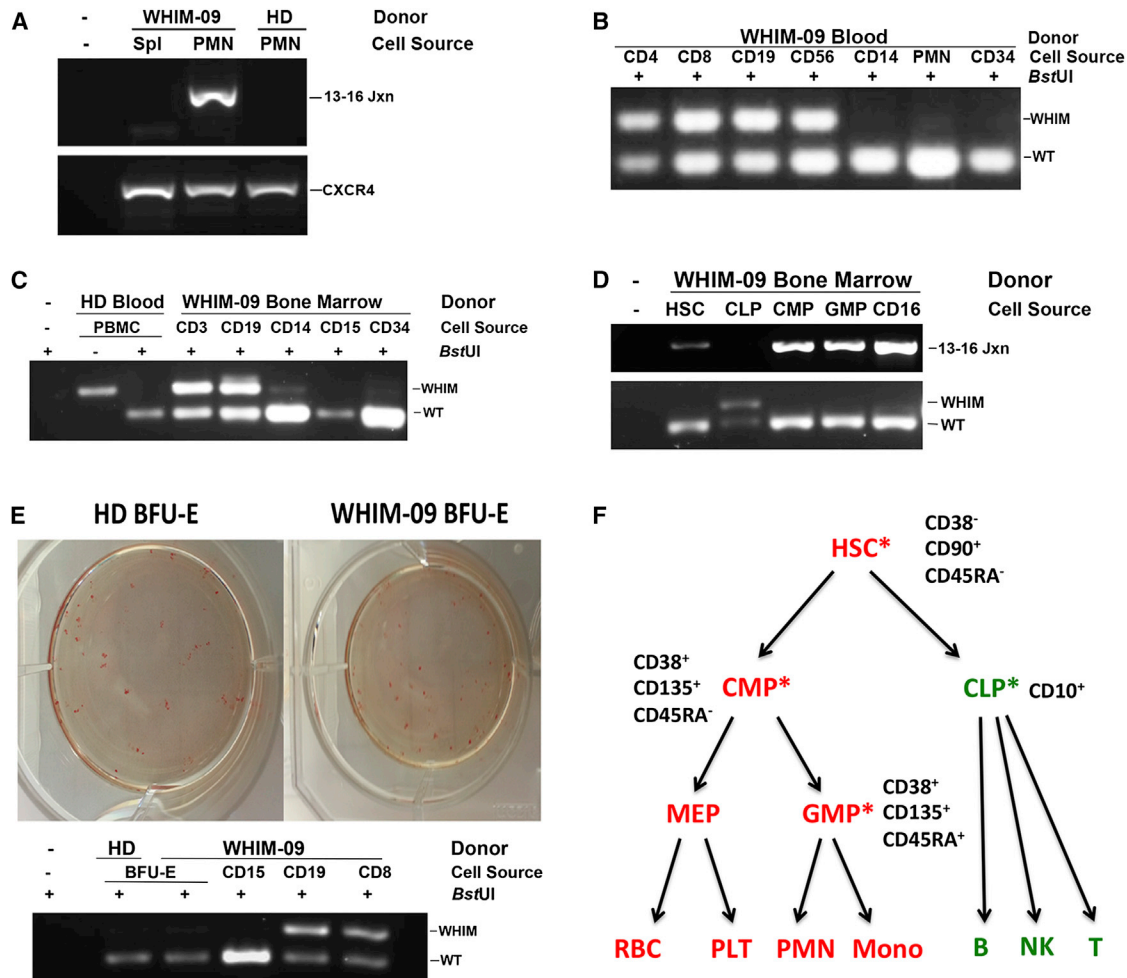 A
- WHIM-09 HD Donor
- Spl PMN PMN Cell Source
13-16 Jxn
CXCR4
B
WHIM-09 Blood Donor
CD4 CD8 CD19 CD56 CD14 PMN CD34 Cell Source
+ + + + + + + BstUI
WHIM
WT
C
- HD Blood WHIM-09 Bone Marrow Donor
- PBMC CD3 CD19 CD14 CD15 CD34 Cell Source
+ - + + + + + + BstUI
WHIM
WT
D
- WHIM-09 Bone Marrow Donor
- HSC CLP CMP GMP CD16 Cell Source
13-16 Jxn
WHIM
WT
E
HD BFU-E WHIM-09 BFU-E
- HD WHIM-09 Donor
- BFU-E CD15 CD19 CD8 Cell Source
+ + + + + + BstUI
WHIM
WT
F
HSC*
CD38-
CD90+
CD45RA-
CD38+
CD135+
CD45RA-
CMP*
CLP* CD10+
MEP
GMP*
CD38+
CD135+
CD45RA+
RBC PLT PMN Mono B NK T